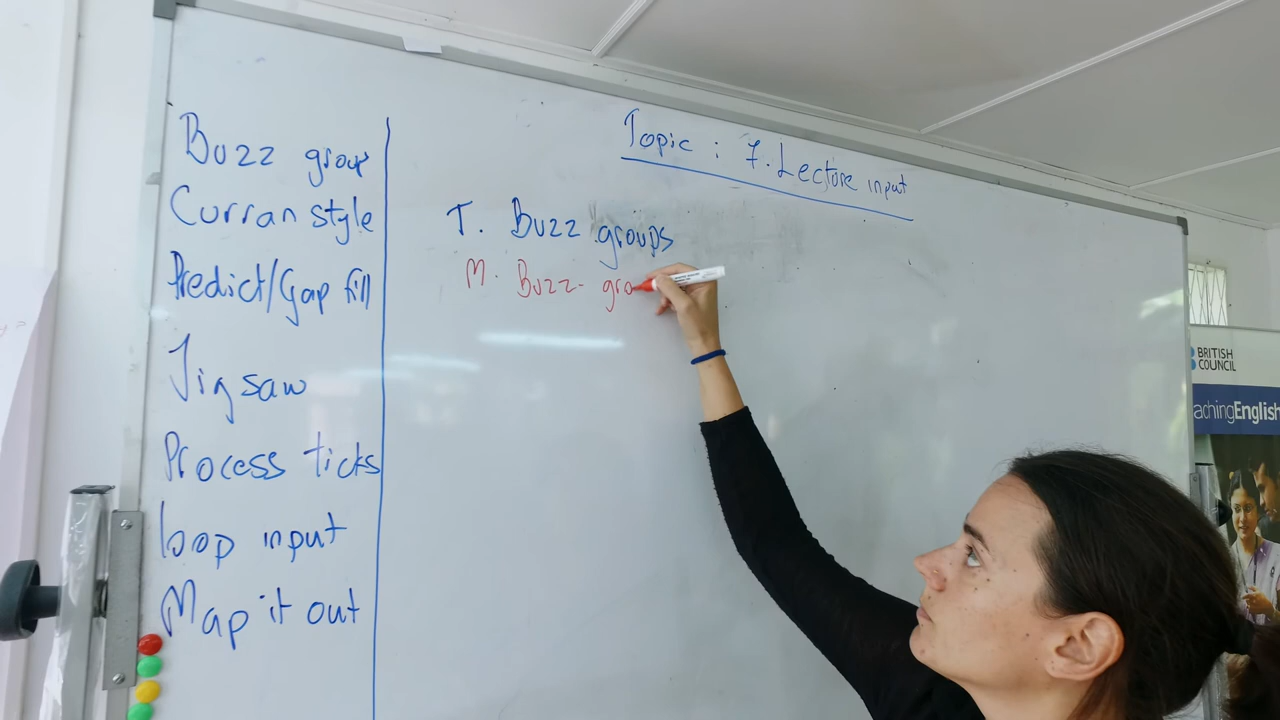 Buzz group
Curran style
Predict/Gap fill
Jigsaw
Process ticks
loop input
Map it out
Topic : 7. Lecture input
T. Buzz groups
M. Buzz- gro
BRITISH
COUNCIL
achingEnglish